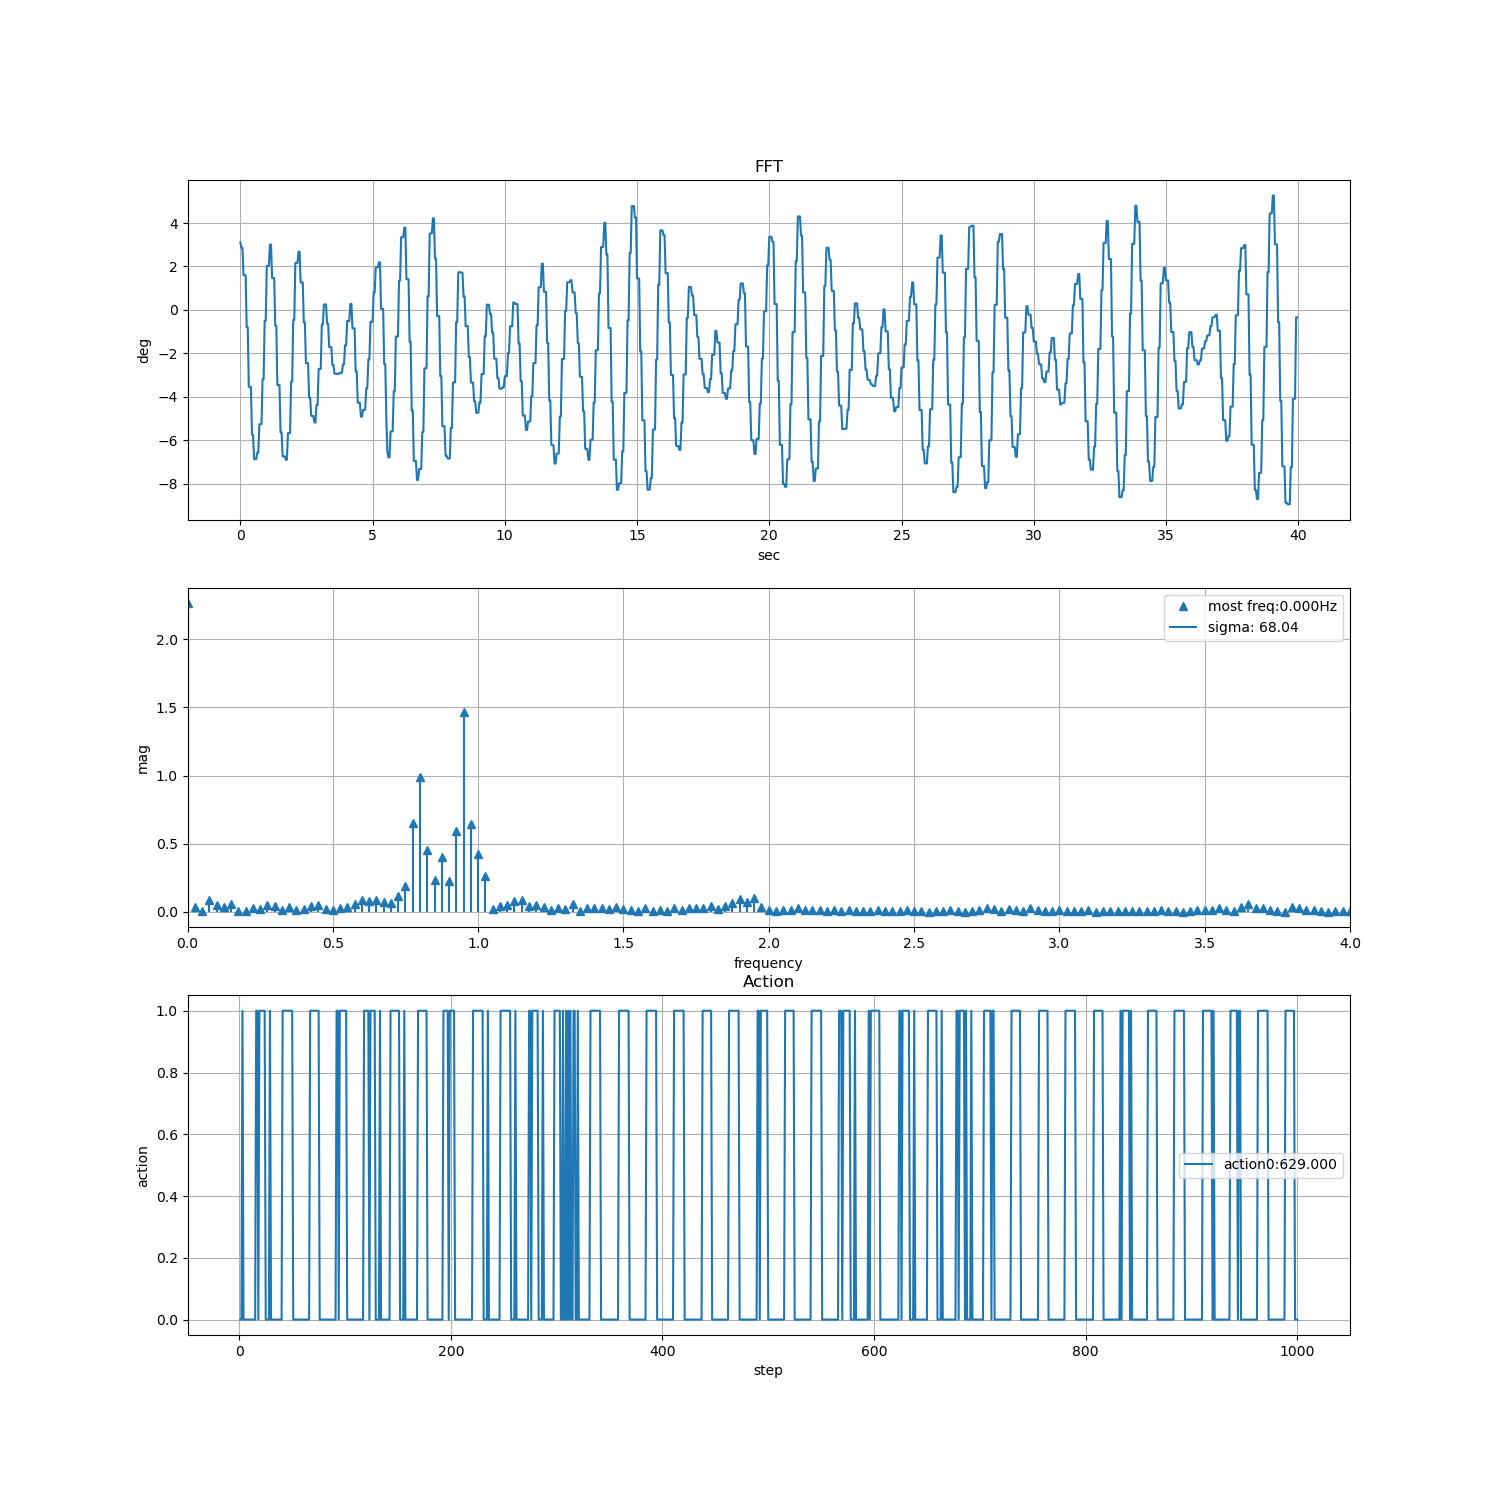 FFT
4
2
0
−2
−4
−6
−8
deg
0 5 10 15 20 25 30 35 40
sec
most freq:0.000Hz
sigma: 68.04
2.0
1.5
1.0
0.5
0.0
mag
0.0 0.5 1.0 1.5 2.0 2.5 3.0 3.5 4.0
frequency
Action
1.0
0.8
0.6
0.4
0.2
0.0
action
action0:629.000
0 200 400 600 800 1000
step